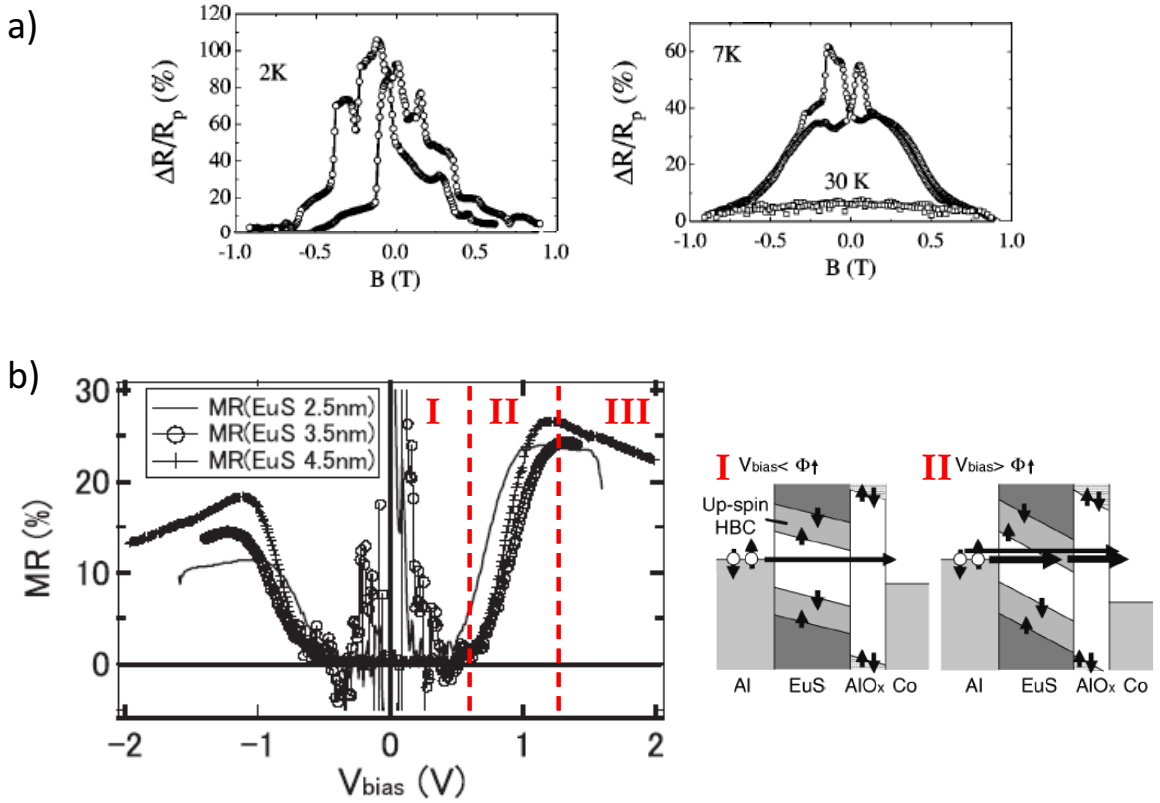 a)
120
100
80
60
40
20
0
2K
ΔR/Rp (%)
-1.0 -0.5 0.0 0.5 1.0
B (T)
60
40
20
0
7K
30 K
ΔR/Rp (%)
-1.0 -0.5 0.0 0.5 1.0
B (T)
b)
30
20
10
0
MR (%)
MR(EuS 2.5nm)
MR(EuS 3.5nm)
MR(EuS 4.5nm)
I II III
−2 −1 0 1 2
Vbias (V)
I Vbias< Φ↑
Up-spin
HBC
Al EuS AlOx Co
II Vbias> Φ↑
Al EuS AlOx Co